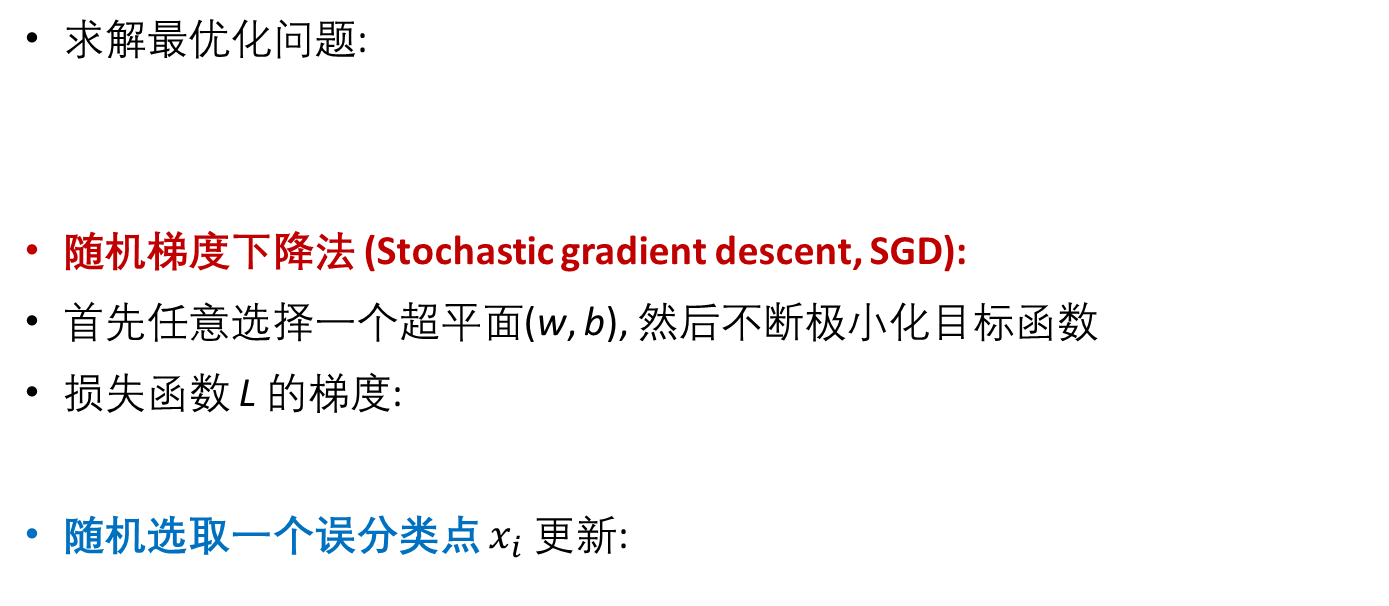 • 求解最优化问题:
• 随机梯度下降法 (Stochastic gradient descent, SGD):
• 首先任意选择一个超平面(w, b), 然后不断极小化目标函数
• 损失函数 L 的梯度:
• 随机选取一个误分类点 xᵢ 更新: